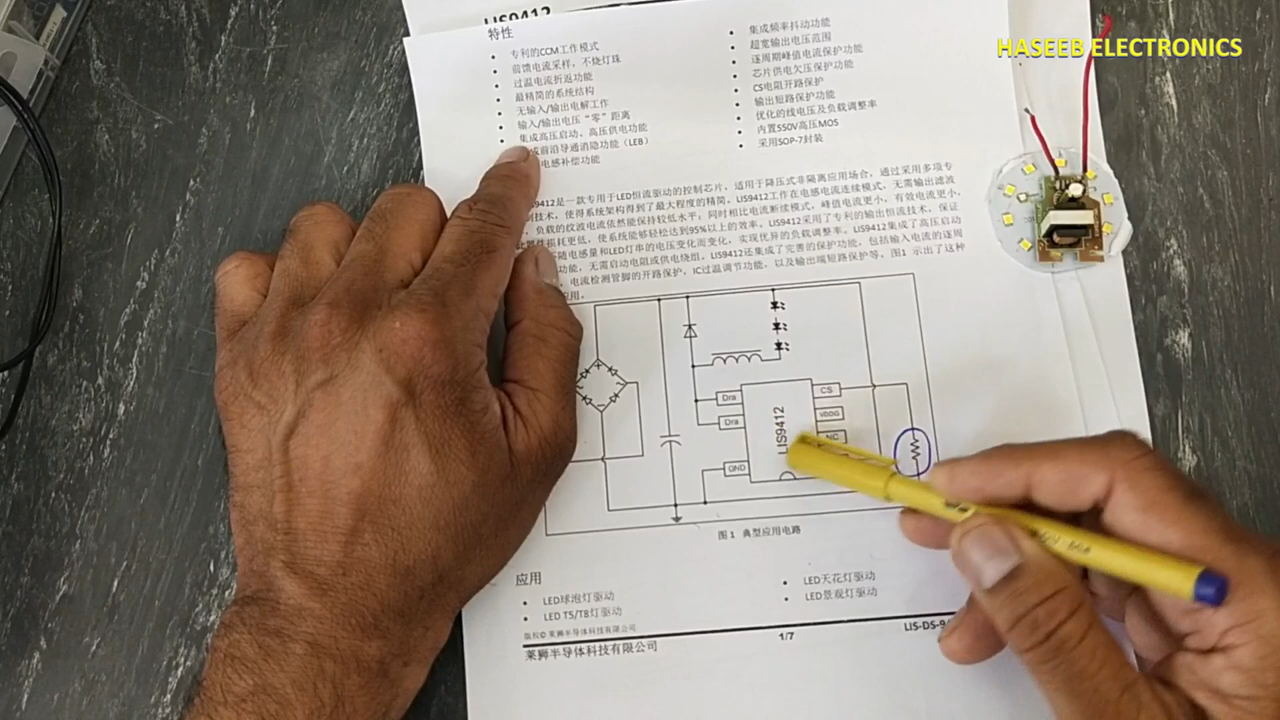 HASEEB ELECTRONICS
LIS9412
特性
专利的CCM工作模式
前馈电流采样，不烧灯珠
过温电流折返功能
最精简的系统结构
无输入/输出电解工作
输入/输出电压“零”距离
集成高压启动、高压供电功能
成前沿导通消隐功能（LEB）
电感补偿功能
集成频率抖动功能
超宽输出电压范围
逐周期峰值电流保护功能
芯片供电欠压保护功能
CS电阻开路保护
输出短路保护功能
优化的线电压及负载调整率
内置550V高压MOS
采用SOP-7封装
9412是一款专用于LED恒流驱动的控制芯片，适用于降压式非隔离应用场合，通过采用多项专
制技术，使得系统架构得到了最大程度的精简。LIS9412工作在电感电流连续模式，无需输出滤波
，负载的纹波电流依然能保持较低水平；同时相比电流断续模式，峰值电流更小，有效电流更小，
损耗更低，使系统能够轻松达到95%以上的效率。LIS9412采用了专利的输出恒流技术，保证
随电感量和LED灯串的电压变化而变化，实现优异的负载调整率。LIS9412集成了高压启动
功能，无需启动电阻或供电绕组。LIS9412还集成了完善的保护功能，包括输入电流的逐周
，电流检测管脚的开路保护，IC过温调节功能，以及输出端短路保护等。图1 示出了这种
应用。
Dra
Dra
GND
LIS9412
CS
VDDG
NC
图 1 典型应用电路
应用
LED球泡灯驱动
LED T5/T8灯驱动
LED天花灯驱动
LED景观灯驱动
版权© 莱狮半导体科技有限公司
莱狮半导体科技有限公司
1/7
LIS-DS-9